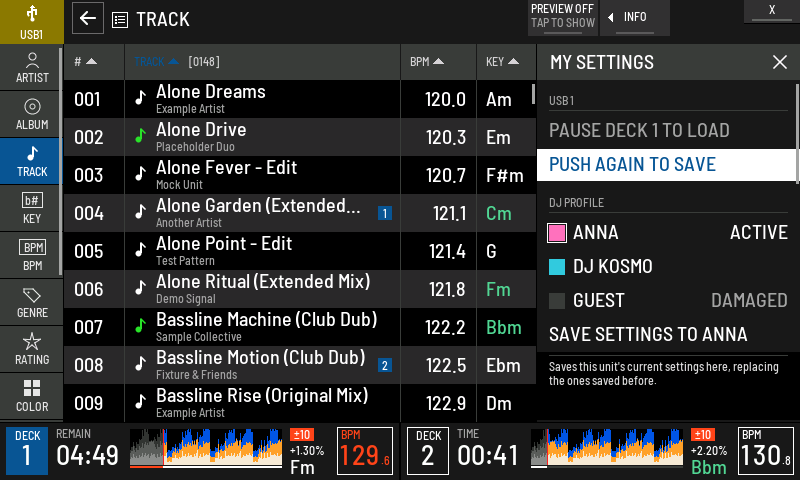 USB1
TRACK
PREVIEW OFF
TAP TO SHOW
INFO
X
ARTIST
ALBUM
TRACK
b#
KEY
BPM
BPM
GENRE
RATING
COLOR
# TRACK [0148] BPM KEY
001 Alone Dreams 120.0 Am
Example Artist
002 Alone Drive 120.3 Em
Placeholder Duo
003 Alone Fever - Edit 120.7 F#m
Mock Unit
004 Alone Garden (Extended... 1 121.1 Cm
Another Artist
005 Alone Point - Edit 121.4 G
Test Pattern
006 Alone Ritual (Extended Mix) 121.8 Fm
Demo Signal
007 Bassline Machine (Club Dub) 122.2 Bbm
Sample Collective
008 Bassline Motion (Club Dub) 2 122.5 Ebm
Fixture & Friends
009 Bassline Rise (Original Mix) 122.9 Dm
Example Artist
MY SETTINGS
USB 1
PAUSE DECK 1 TO LOAD
PUSH AGAIN TO SAVE
DJ PROFILE
ANNA ACTIVE
DJ KOSMO
GUEST DAMAGED
SAVE SETTINGS TO ANNA
Saves this unit's current settings here, replacing
the ones saved before.
DECK 1
REMAIN
04:49
±10
+1.30%
Fm
BPM
129.6
DECK 2
TIME
00:41
±10
+2.20%
Bbm
BPM
130.8